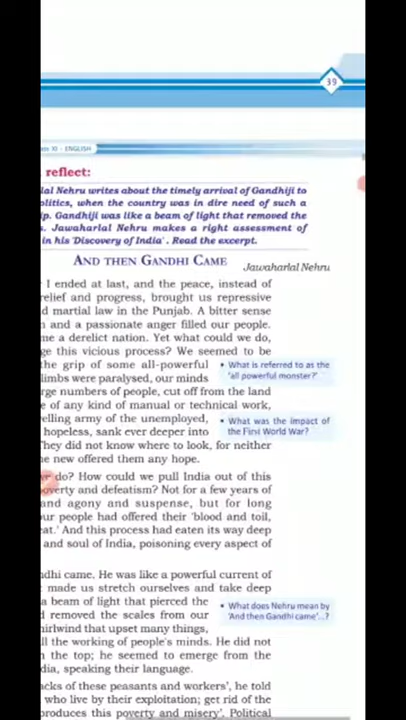 39
ss XI - ENGLISH
reflect:
lal Nehru writes about the timely arrival of Gandhiji to
olitics, when the country was in dire need of such a
ip. Gandhiji was like a beam of light that removed the
s. Jawaharlal Nehru makes a right assessment of
in his 'Discovery of India'. Read the excerpt.
AND THEN GANDHI CAME
Jawaharlal Nehru
I ended at last, and the peace, instead of
relief and progress, brought us repressive
d martial law in the Punjab. A bitter sense
n and a passionate anger filled our people.
me a derelict nation. Yet what could we do,
ge this vicious process? We seemed to be
the grip of some all-powerful
limbs were paralysed, our minds
rge numbers of people, cut off from the land
e of any kind of manual or technical work,
elling army of the unemployed,
hopeless, sank ever deeper into
They did not know where to look, for neither
he new offered them any hope.
• What is referred to as the
'all powerful monster?'
• What was the impact of
the First World War?
we do? How could we pull India out of this
overty and defeatism? Not for a few years of
and agony and suspense, but for long
ur people had offered their 'blood and toil,
eat.' And this process had eaten its way deep
and soul of India, poisoning every aspect of
dhi came. He was like a powerful current of
made us stretch ourselves and take deep
a beam of light that pierced the
d removed the scales from our
hirlwind that upset many things,
ll the working of people's minds. He did not
n the top; he seemed to emerge from the
dia, speaking their language.
• What does Nehru mean by
'And then Gandhi came'...?
acks of these peasants and workers', he told
who live by their exploitation; get rid of the
produces this poverty and misery'. Political